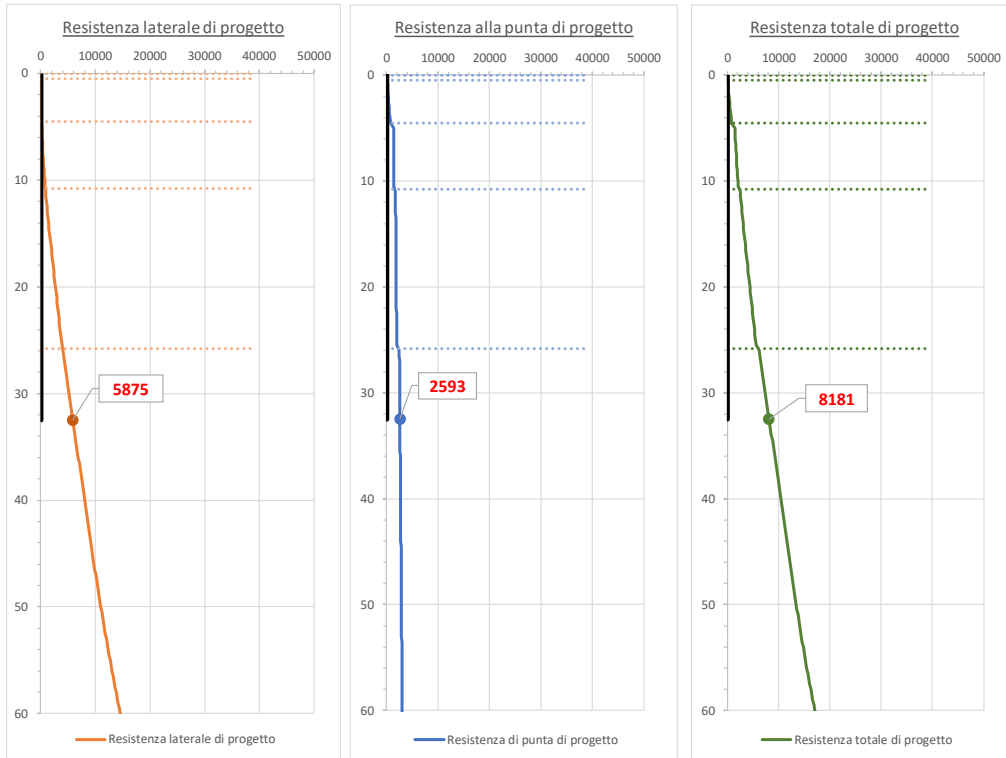 Resistenza laterale di progetto
0 10000 20000 30000 40000 50000
0
10
20
30
40
50
60
5875
Resistenza laterale di progetto
Resistenza alla punta di progetto
0 10000 20000 30000 40000 50000
0
10
20
30
40
50
60
2593
Resistenza di punta di progetto
Resistenza totale di progetto
0 10000 20000 30000 40000 50000
0
10
20
30
40
50
60
8181
Resistenza totale di progetto